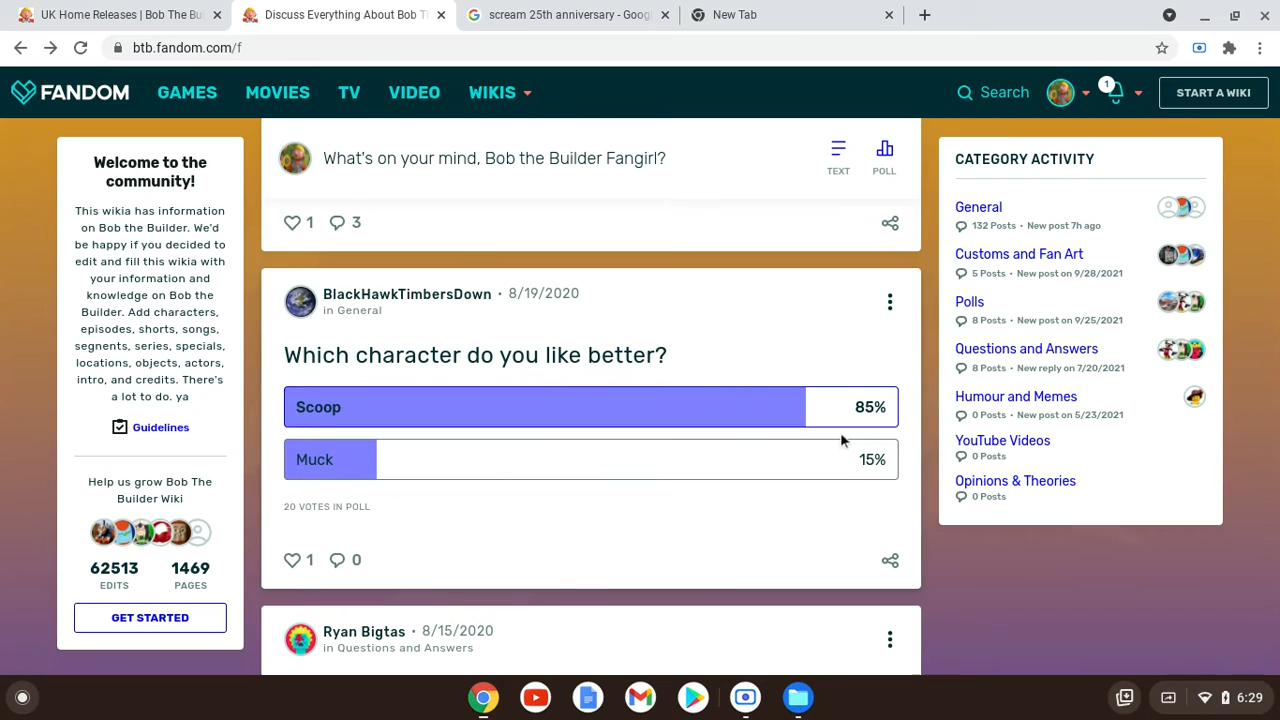 UK Home Releases | Bob The Bu
Discuss Everything About Bob T
scream 25th anniversary - Goog
New Tab
btb.fandom.com/f
FANDOM
GAMES
MOVIES
TV
VIDEO
WIKIS
Search
1
START A WIKI
Welcome to the
community!
This wikia has information
on Bob the Builder. We'd
be happy if you decided to
edit and fill this wikia with
your information and
knowledge on Bob the
Builder. Add characters,
episodes, shorts, songs,
segments, series, specials,
locations, objects, actors,
intro, and credits. There's
a lot to do. ya
Guidelines
Help us grow Bob The
Builder Wiki
62513
1469
EDITS
PAGES
GET STARTED
What's on your mind, Bob the Builder Fangirl?
TEXT
POLL
1
3
BlackHawkTimbersDown • 8/19/2020
in General
Which character do you like better?
Scoop
85%
Muck
15%
20 VOTES IN POLL
1
0
Ryan Bigtas • 8/15/2020
in Questions and Answers
CATEGORY ACTIVITY
General
132 Posts • New post 7h ago
Customs and Fan Art
5 Posts • New post on 9/28/2021
Polls
8 Posts • New post on 9/25/2021
Questions and Answers
8 Posts • New reply on 7/20/2021
Humour and Memes
0 Posts • New post on 5/23/2021
YouTube Videos
0 Posts
Opinions & Theories
0 Posts
6:29